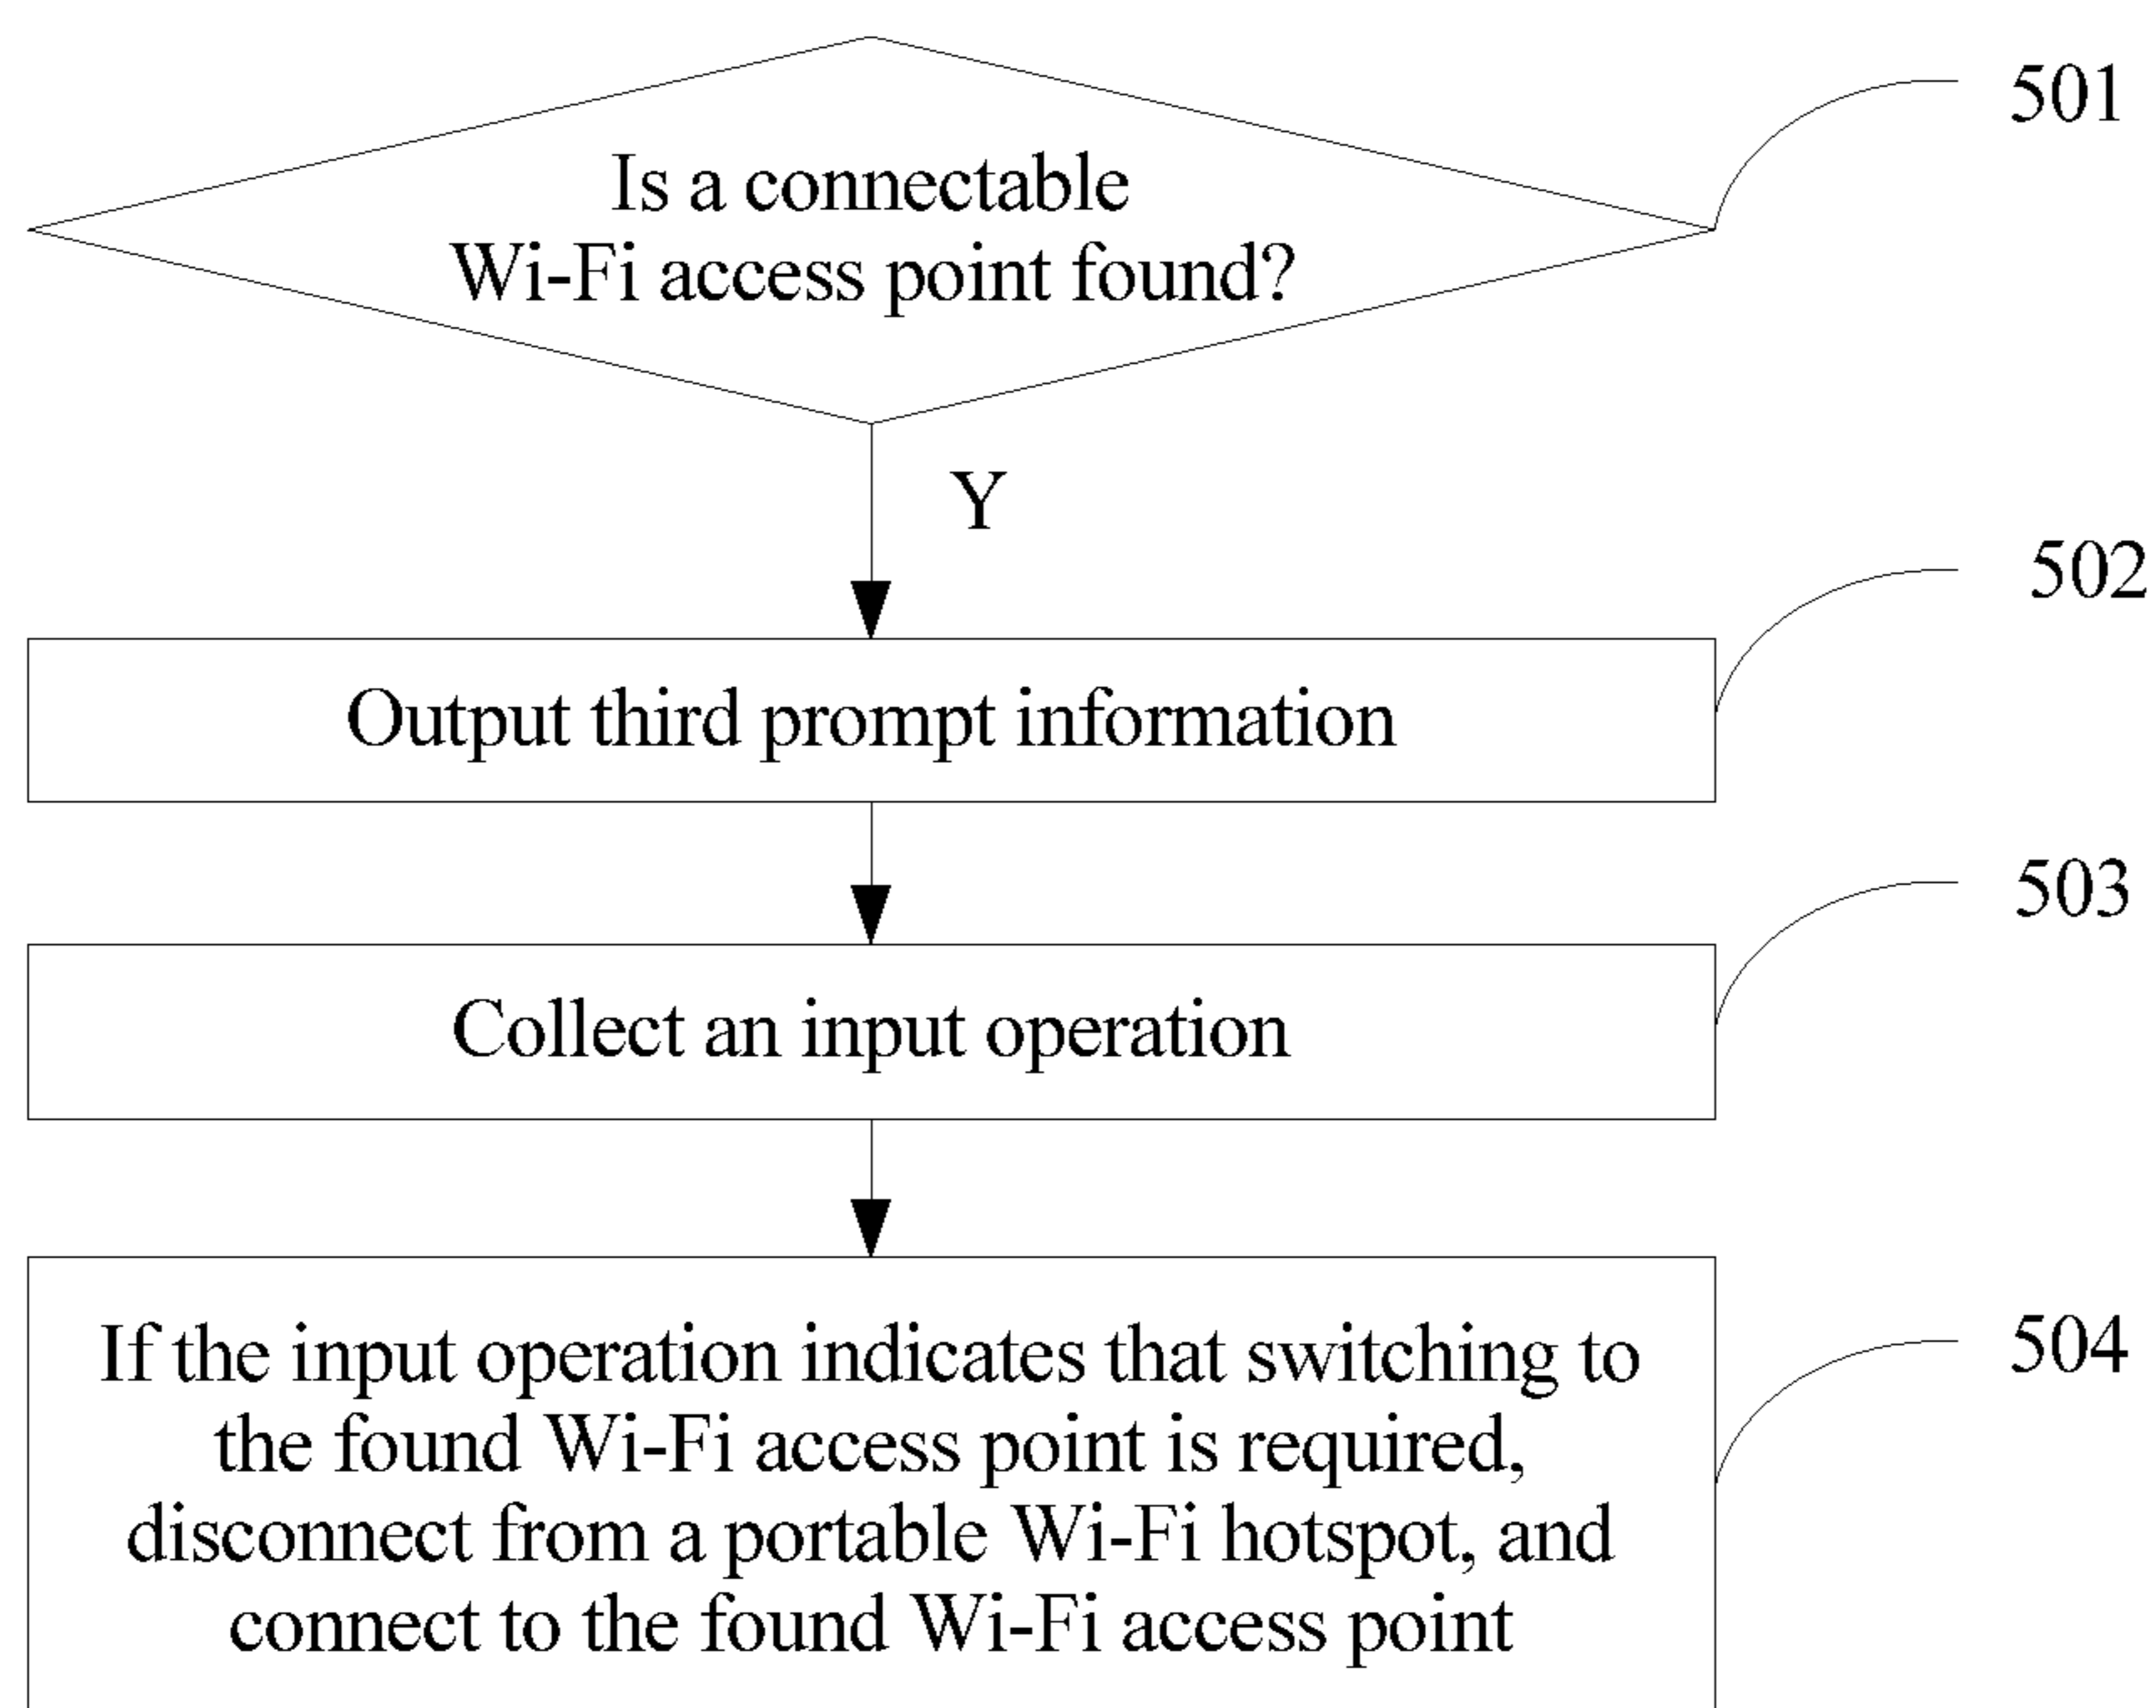 Is a connectable
Wi-Fi access point found?
501
Y
502
Output third prompt information
503
Collect an input operation
504
If the input operation indicates that switching to
the found Wi-Fi access point is required,
disconnect from a portable Wi-Fi hotspot, and
connect to the found Wi-Fi access point